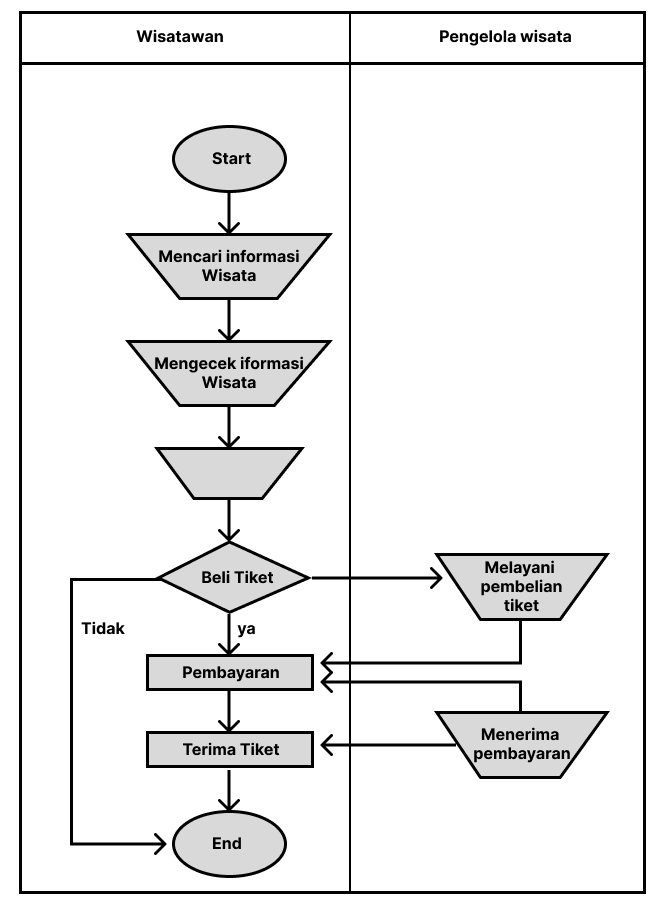 Wisatawan
Pengelola wisata
Start
Mencari informasi
Wisata
Mengecek iformasi
Wisata
Beli Tiket
Melayani
pembelian
tiket
Tidak
ya
Pembayaran
Menerima
pembayaran
Terima Tiket
End